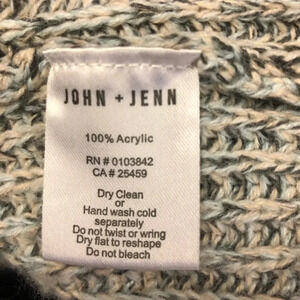 JOHN + JENN
100% Acrylic
RN # 0103842
CA # 25459
Dry Clean
or
Hand wash cold
separately
Do not twist or wring
Dry flat to reshape
Do not bleach